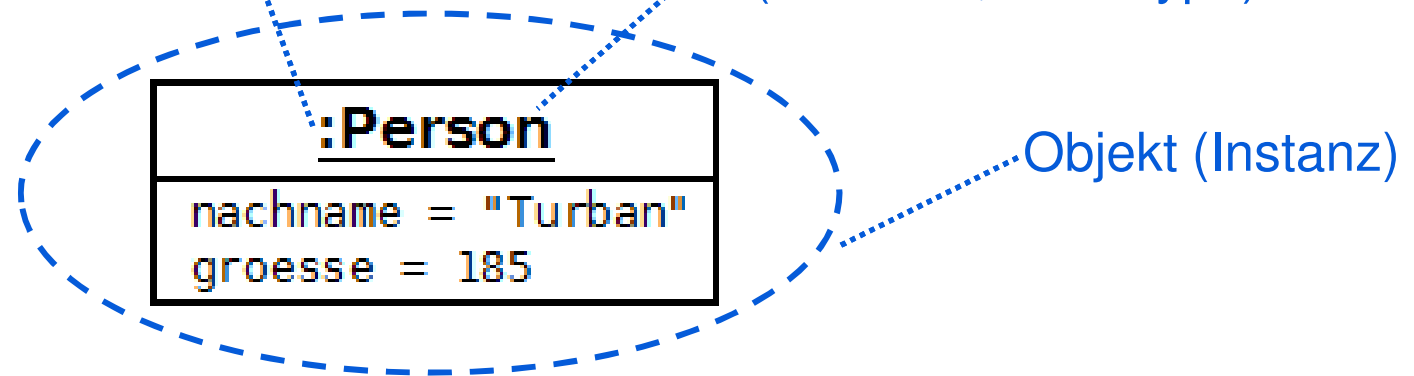 :Person
Objekt (Instanz)
nachname = "Turban"
groesse = 185